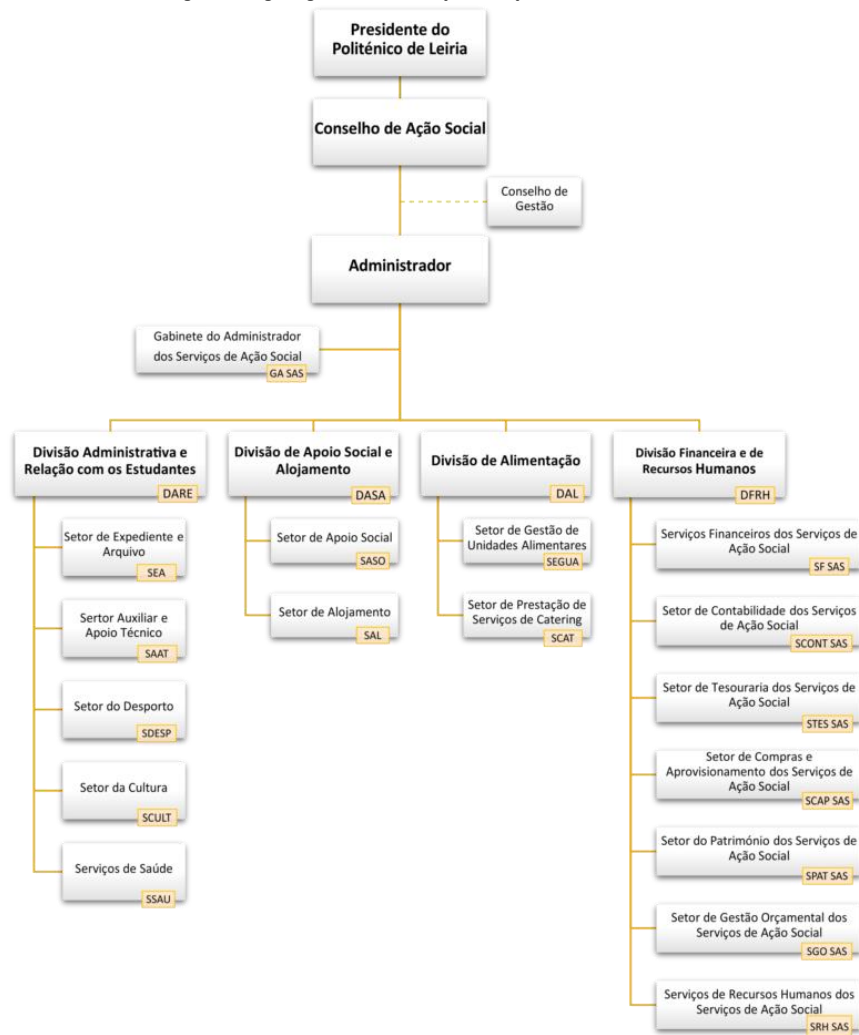 Presidente do
Politénico de Leiria
Conselho de Ação Social
Conselho de
Gestão
Administrador
Gabinete do Administrador
dos Serviços de Ação Social
GA SAS
Divisão Administrativa e
Relação com os Estudantes
DARE
Setor de Expediente e
Arquivo
SEA
Sertor Auxiliar e
Apoio Técnico
SAAT
Setor do Desporto
SDESP
Setor da Cultura
SCULT
Serviços de Saúde
SSAU
Divisão de Apoio Social e
Alojamento
DASA
Setor de Apoio Social
SASO
Setor de Alojamento
SAL
Divisão de Alimentação
DAL
Setor de Gestão de
Unidades Alimentares
SEGUA
Setor de Prestação de
Serviços de Catering
SCAT
Divisão Financeira e de
Recursos Humanos
DFRH
Serviços Financeiros dos Serviços de
Ação Social
SF SAS
Setor de Contabilidade dos Serviços
de Ação Social
SCONT SAS
Setor de Tesouraria dos Serviços de
Ação Social
STES SAS
Setor de Compras e
Aprovisionamento dos Serviços de
Ação Social
SCAP SAS
Setor do Património dos Serviços de
Ação Social
SPAT SAS
Setor de Gestão Orçamental dos
Serviços de Ação Social
SGO SAS
Serviços de Recursos Humanos dos
Serviços de Ação Social
SRH SAS